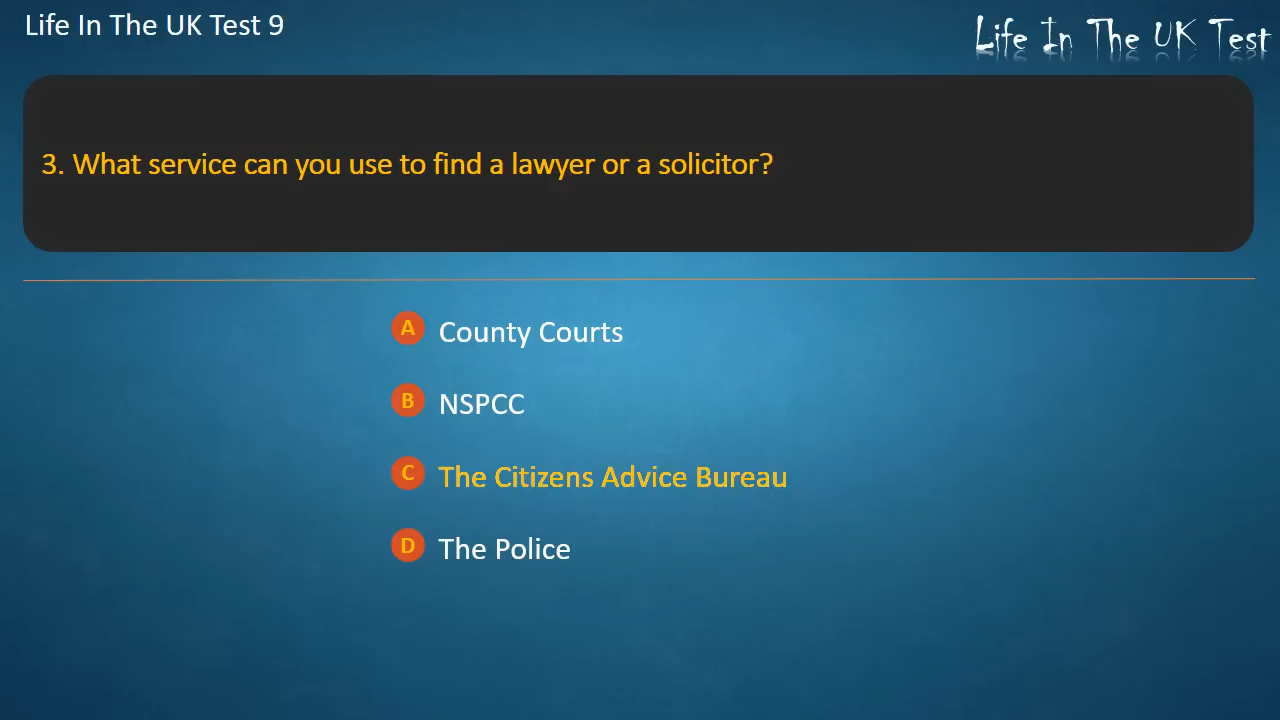 Life In The UK Test 9
Life In The UK Test
3. What service can you use to find a lawyer or a solicitor?
A County Courts
B NSPCC
C The Citizens Advice Bureau
D The Police